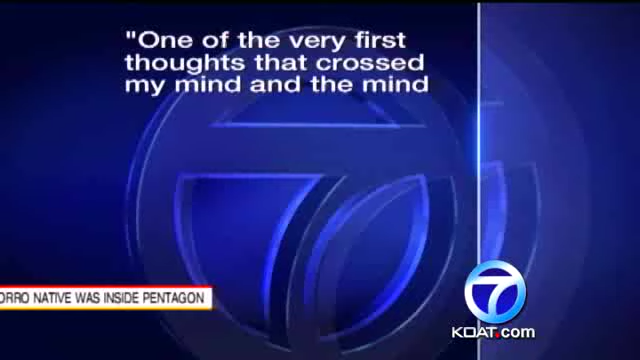 "One of the very first
thoughts that crossed
my mind and the mind
ORRO NATIVE WAS INSIDE PENTAGON
7
KOAT.com